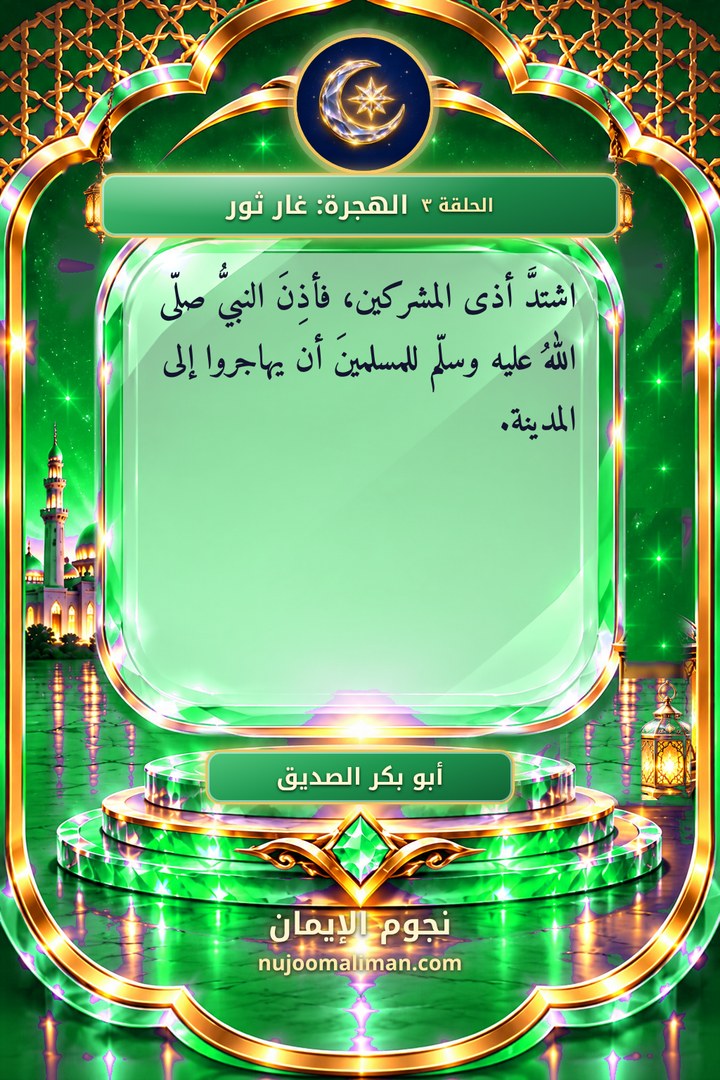 الحلقة ٣ الهجرة: غار ثور
اشتدَّ أذى المشركين، فأذِنَ النبيُّ صلّى
اللهُ عليه وسلّم للمسلمينَ أن يهاجروا إلى
المدينة.
أبو بكر الصديق
نجوم الإيمان
nujoomaliman.com